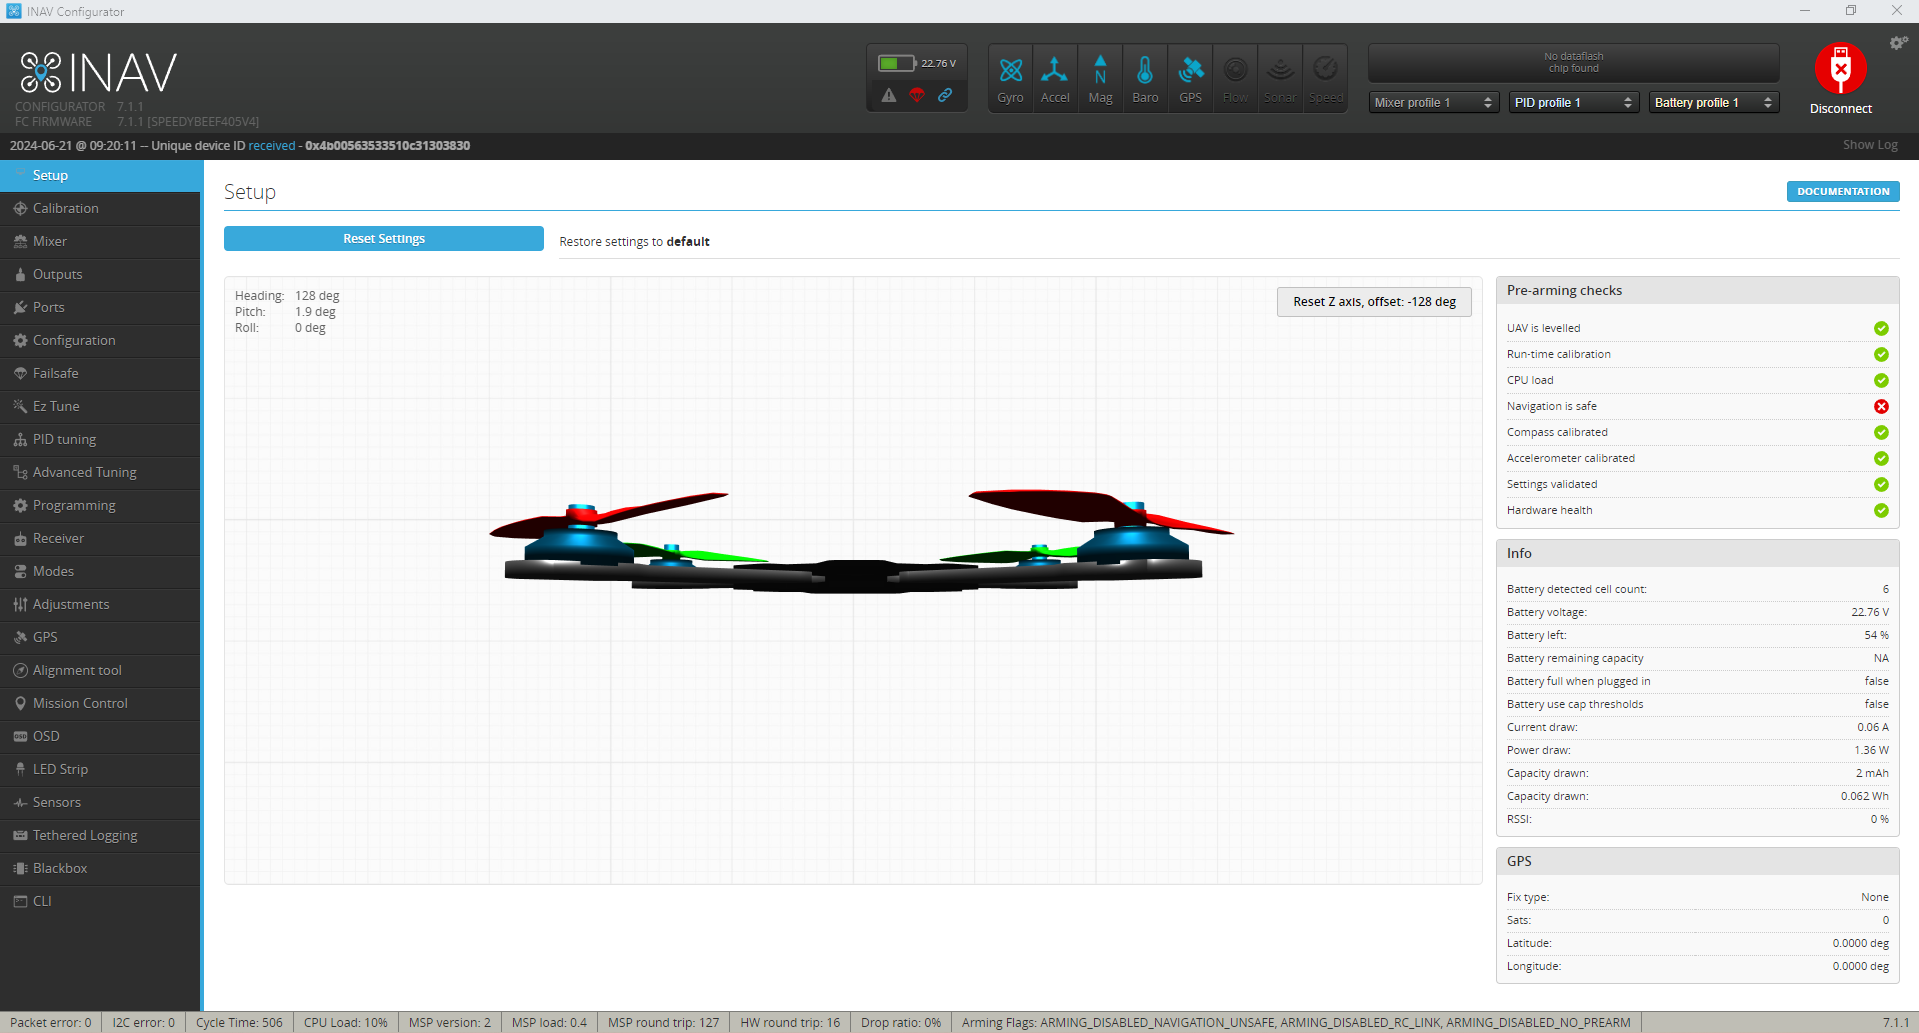 INAV Configurator
INAV
CONFIGURATOR 7.1.1
FC FIRMWARE 7.1.1 [SPEEDYBEEF405V4]
22.76 V
Gyro
Accel
N
Mag
Baro
GPS
Flow
Sonar
Speed
No dataflash
chip found
Mixer profile 1
PID profile 1
Battery profile 1
Disconnect
2024-06-21 @ 09:20:11 -- Unique device ID received - 0x4b00563533510c31303830
Show Log
Setup
Calibration
Mixer
Outputs
Ports
Configuration
Failsafe
Ez Tune
PID tuning
Advanced Tuning
Programming
Receiver
Modes
Adjustments
GPS
Alignment tool
Mission Control
OSD
LED Strip
Sensors
Tethered Logging
Blackbox
CLI
Setup
DOCUMENTATION
Reset Settings
Restore settings to default
Heading: 128 deg
Pitch: 1.9 deg
Roll: 0 deg
Reset Z axis, offset: -128 deg
Pre-arming checks
UAV is levelled
Run-time calibration
CPU load
Navigation is safe
Compass calibrated
Accelerometer calibrated
Settings validated
Hardware health
Info
Battery detected cell count: 6
Battery voltage: 22.76 V
Battery left: 54 %
Battery remaining capacity NA
Battery full when plugged in false
Battery use cap thresholds false
Current draw: 0.06 A
Power draw: 1.36 W
Capacity drawn: 2 mAh
Capacity drawn: 0.062 Wh
RSSI: 0 %
GPS
Fix type: None
Sats: 0
Latitude: 0.0000 deg
Longitude: 0.0000 deg
Packet error: 0
I2C error: 0
Cycle Time: 506
CPU Load: 10%
MSP version: 2
MSP load: 0.4
MSP round trip: 127
HW round trip: 16
Drop ratio: 0%
Arming Flags: ARMING_DISABLED_NAVIGATION_UNSAFE, ARMING_DISABLED_RC_LINK, ARMING_DISABLED_NO_PREARM
7.1.1